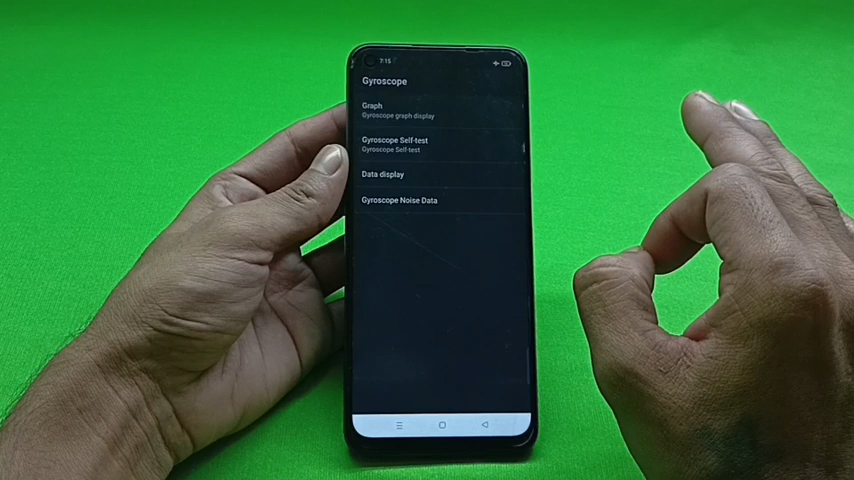 7:15
Gyroscope
Graph
Gyroscope graph display
Gyroscope Self-test
Gyroscope Self-test
Data display
Gyroscope Noise Data